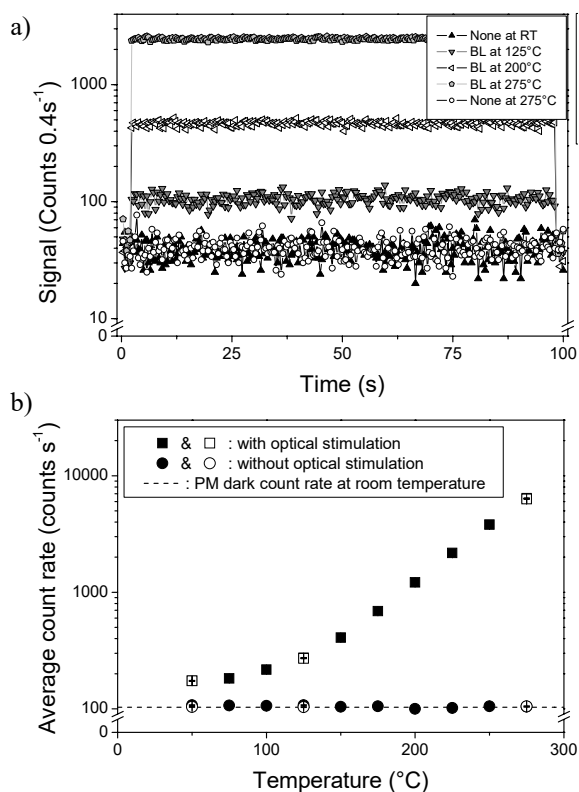 a)
Signal (Counts 0.4s⁻¹)
1000
100
10
0
None at RT
BL at 125°C
BL at 200°C
BL at 275°C
None at 275°C
0 25 50 75 100
Time (s)
b)
Average count rate (counts s⁻¹)
10000
1000
100
0
& : with optical stimulation
& : without optical stimulation
: PM dark count rate at room temperature
0 100 200 300
Temperature (°C)